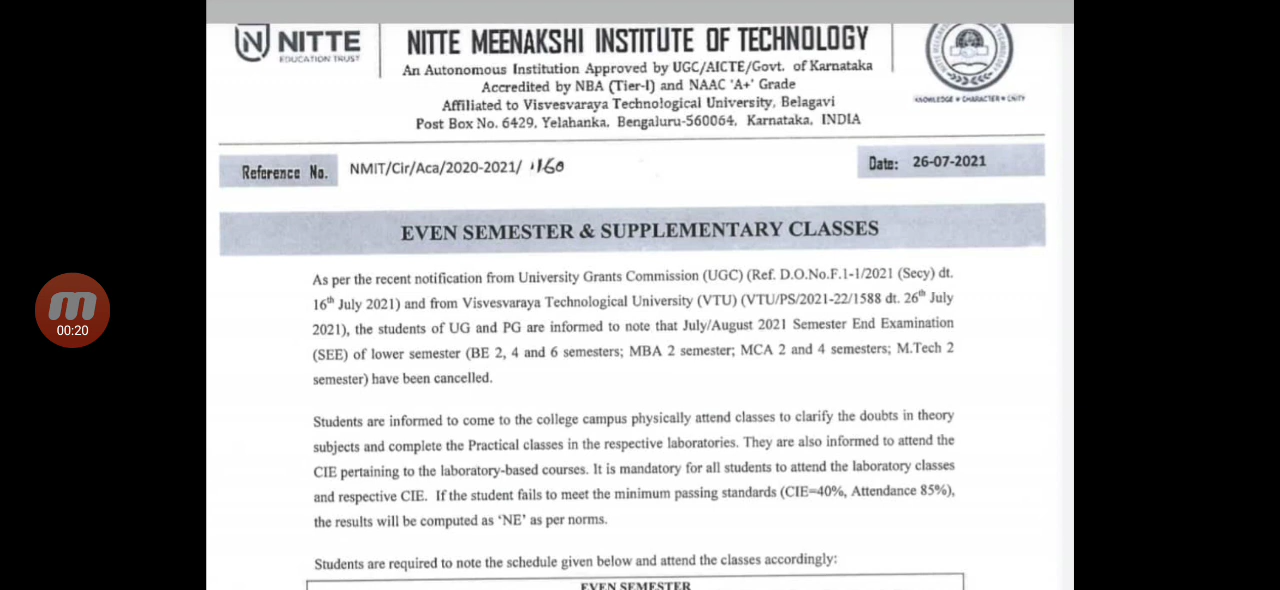 NITTE
EDUCATION TRUST
NITTE MEENAKSHI INSTITUTE OF TECHNOLOGY
An Autonomous Institution Approved by UGC/AICTE/Govt. of Karnataka
Accredited by NBA (Tier-I) and NAAC 'A+' Grade
Affiliated to Visvesvaraya Technological University, Belagavi
Post Box No. 6429, Yelahanka, Bengaluru-560064, Karnataka, INDIA
KNOWLEDGE • CHARACTER • UNITY
Reference No. NMIT/Cir/Aca/2020-2021/ Date: 26-07-2021
EVEN SEMESTER & SUPPLEMENTARY CLASSES
As per the recent notification from University Grants Commission (UGC) (Ref. D.O.No.F.1-1/2021 (Secy) dt.
16th July 2021) and from Visvesvaraya Technological University (VTU) (VTU/PS/2021-22/1588 dt. 26th July
2021), the students of UG and PG are informed to note that July/August 2021 Semester End Examination
(SEE) of lower semester (BE 2, 4 and 6 semesters; MBA 2 semester; MCA 2 and 4 semesters; M.Tech 2
semester) have been cancelled.
Students are informed to come to the college campus physically attend classes to clarify the doubts in theory
subjects and complete the Practical classes in the respective laboratories. They are also informed to attend the
CIE pertaining to the laboratory-based courses. It is mandatory for all students to attend the laboratory classes
and respective CIE. If the student fails to meet the minimum passing standards (CIE=40%, Attendance 85%),
the results will be computed as 'NE' as per norms.
Students are required to note the schedule given below and attend the classes accordingly:
EVEN SEMESTER
00:20